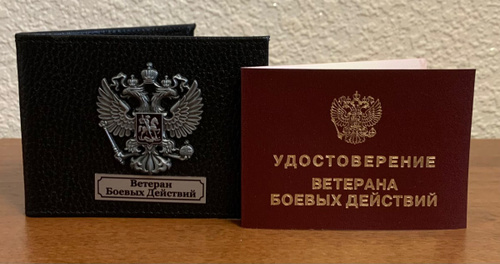 Ветеран
Боевых Действий
УДОСТОВЕРЕНИЕ
ВЕТЕРАНА
БОЕВЫХ ДЕЙСТВИЙ